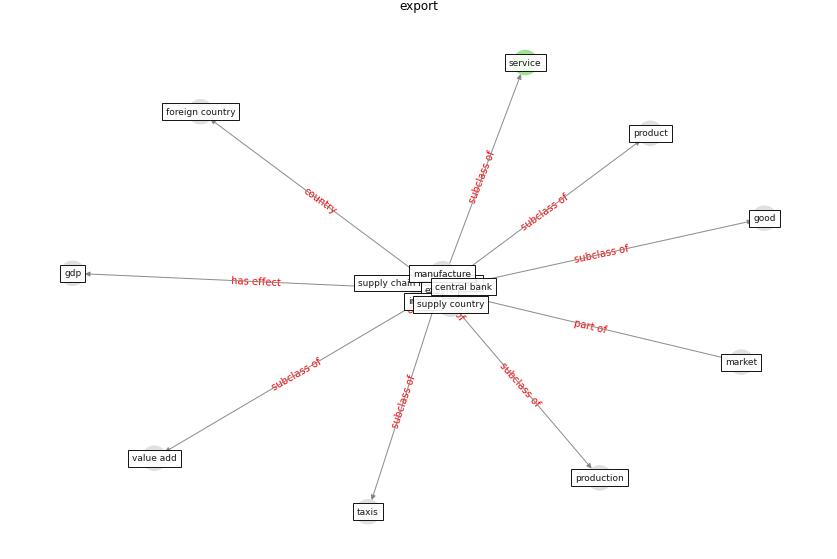 export
service
foreign country
product
subclass of
country
subclass of
good
subclass of
manufacture
gdp
has effect
supply chain
central bank
supply country
part of
market
subclass of
subclass of
subclass of
value add
production
taxis